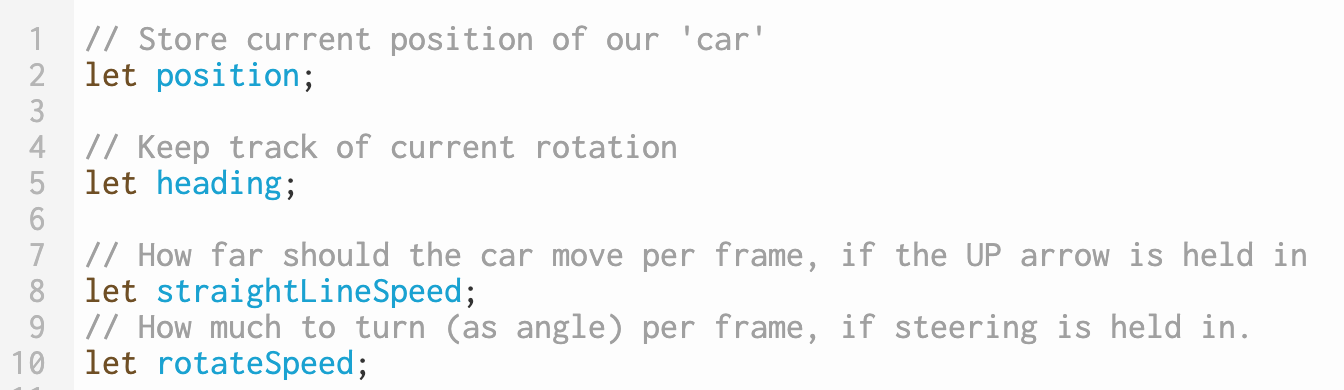 1 // Store current position of our 'car'
2 let position;
3
4 // Keep track of current rotation
5 let heading;
6
7 // How far should the car move per frame, if the UP arrow is held in
8 let straightLineSpeed;
9 // How much to turn (as angle) per frame, if steering is held in.
10 let rotateSpeed;